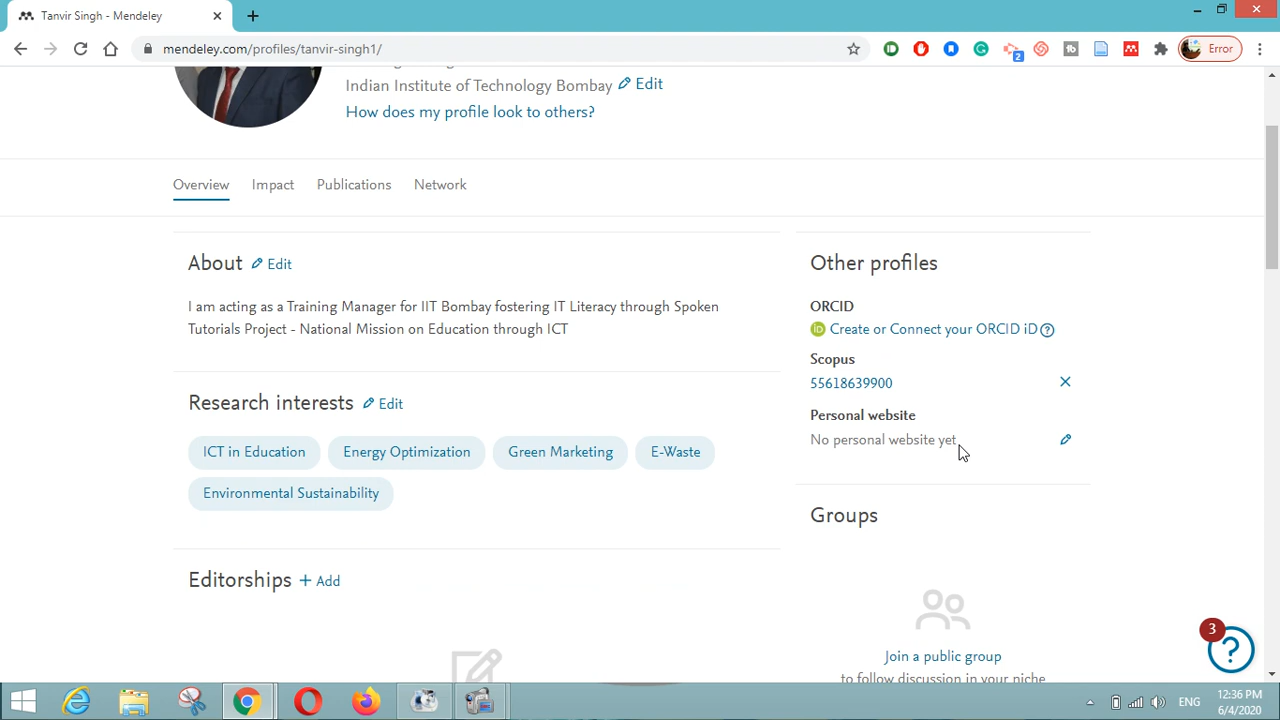 Tanvir Singh - Mendeley
mendeley.com/profiles/tanvir-singh1/
2
Error
Indian Institute of Technology Bombay Edit
How does my profile look to others?
Overview Impact Publications Network
About Edit
I am acting as a Training Manager for IIT Bombay fostering IT Literacy through Spoken
Tutorials Project - National Mission on Education through ICT
Research interests Edit
ICT in Education Energy Optimization Green Marketing E-Waste
Environmental Sustainability
Editorships + Add
Other profiles
ORCID
iD Create or Connect your ORCID iD ?
Scopus
55618639900
Personal website
No personal website yet
Groups
Join a public group
to follow discussion in your niche
3
?
ENG
12:36 PM
6/4/2020